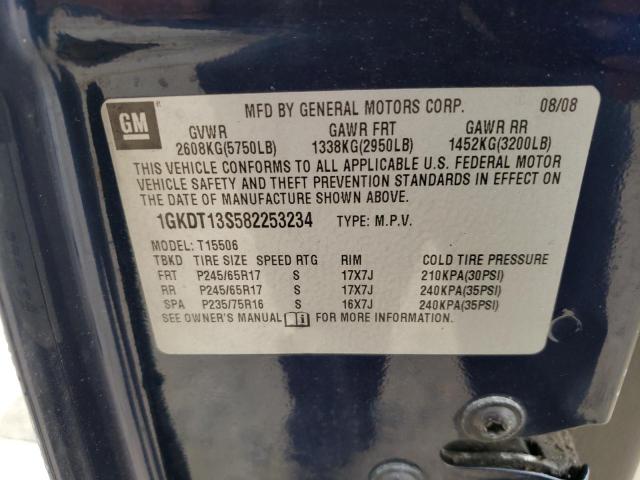 MFD BY GENERAL MOTORS CORP. 08/08
GM
GVWR GAWR FRT GAWR RR
2608KG(5750LB) 1338KG(2950LB) 1452KG(3200LB)
THIS VEHICLE CONFORMS TO ALL APPLICABLE U.S. FEDERAL MOTOR
VEHICLE SAFETY AND THEFT PREVENTION STANDARDS IN EFFECT ON
THE DATE OF MANUFACTURE SHOWN ABOVE.
1GKDT13S582253234 TYPE: M.P.V.
MODEL: T15506
TBKD TIRE SIZE SPEED RTG RIM COLD TIRE PRESSURE
FRT P245/65R17 S 17X7J 210KPA(30PSI)
RR P245/65R17 S 17X7J 240KPA(35PSI)
SPA P235/75R16 S 16X7J 240KPA(35PSI)
SEE OWNER'S MANUAL i FOR MORE INFORMATION.